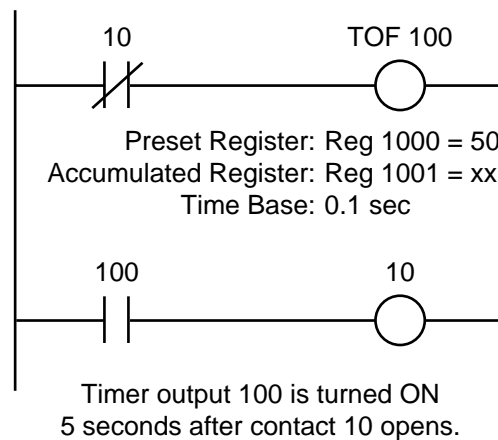 10
TOF 100
Preset Register: Reg 1000 = 50
Accumulated Register: Reg 1001 = xx
Time Base: 0.1 sec
100
10
Timer output 100 is turned ON
5 seconds after contact 10 opens.